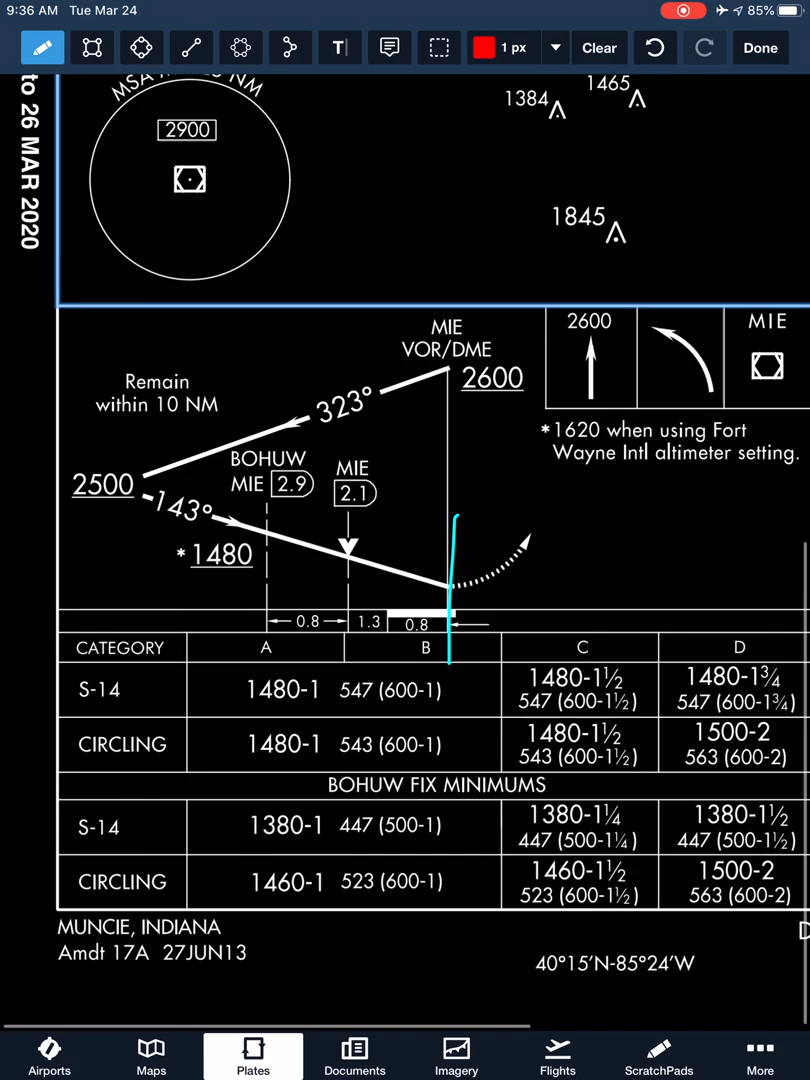 9:36 AM Tue Mar 24
85%
T
1 px
Clear
Done
to 26 MAR 2020
NM
2900
1384
1465
1845
MIE
VOR/DME
2600
Remain
within 10 NM
323°
2500
143°
BOHUW
MIE 2.9
MIE
2.1
* 1480
2600
MIE
*1620 when using Fort
Wayne Intl altimeter setting.
0.8
1.3
0.8
CATEGORY A B C D
S-14 1480-1 547 (600-1) 1480-1½ 547 (600-1½) 1480-1¾ 547 (600-1¾)
CIRCLING 1480-1 543 (600-1) 1480-1½ 543 (600-1½) 1500-2 563 (600-2)
BOHUW FIX MINIMUMS
S-14 1380-1 447 (500-1) 1380-1¼ 447 (500-1¼) 1380-1½ 447 (500-1½)
CIRCLING 1460-1 523 (600-1) 1460-1½ 523 (600-1½) 1500-2 563 (600-2)
MUNCIE, INDIANA
Amdt 17A 27JUN13
40°15'N-85°24'W
Airports
Maps
Plates
Documents
Imagery
Flights
ScratchPads
More